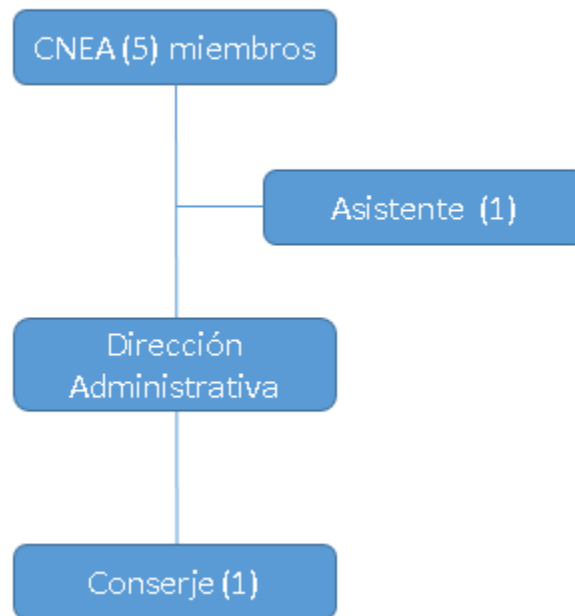 CNEA (5) miembros
Asistente (1)
Dirección
Administrativa
Conserje (1)